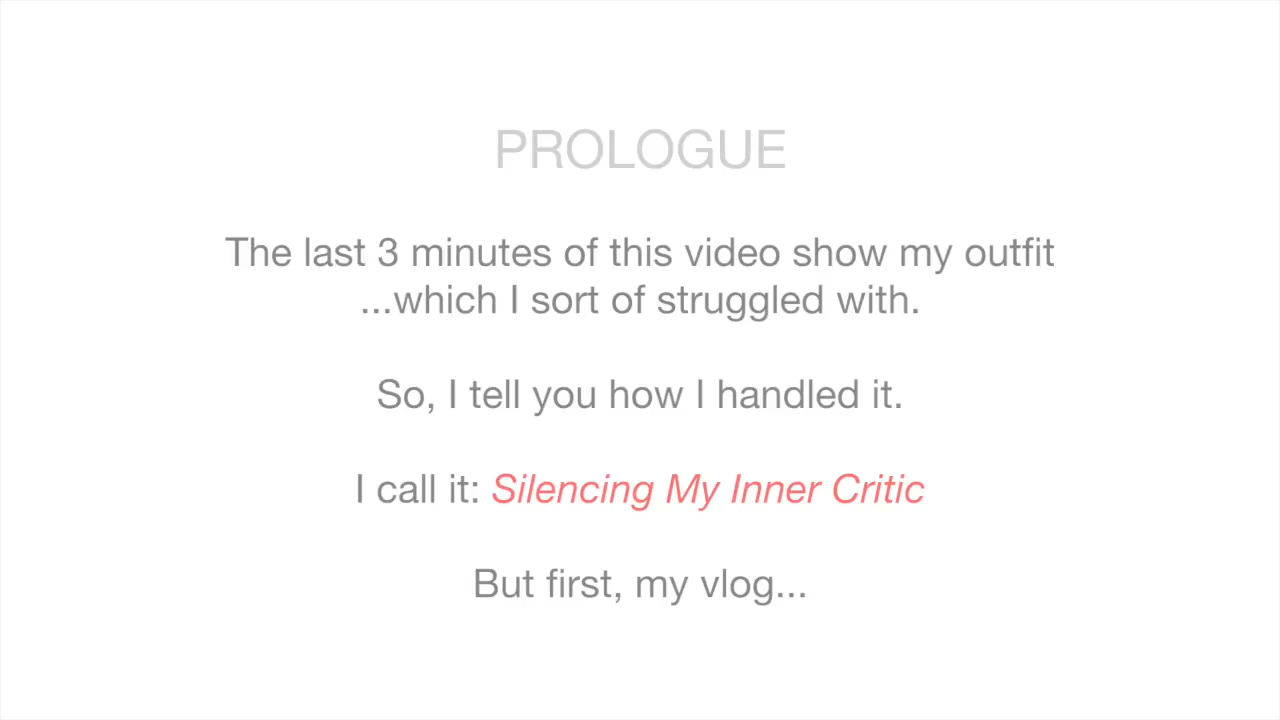 PROLOGUE
The last 3 minutes of this video show my outfit
...which I sort of struggled with.
So, I tell you how I handled it.
I call it: Silencing My Inner Critic
But first, my vlog...